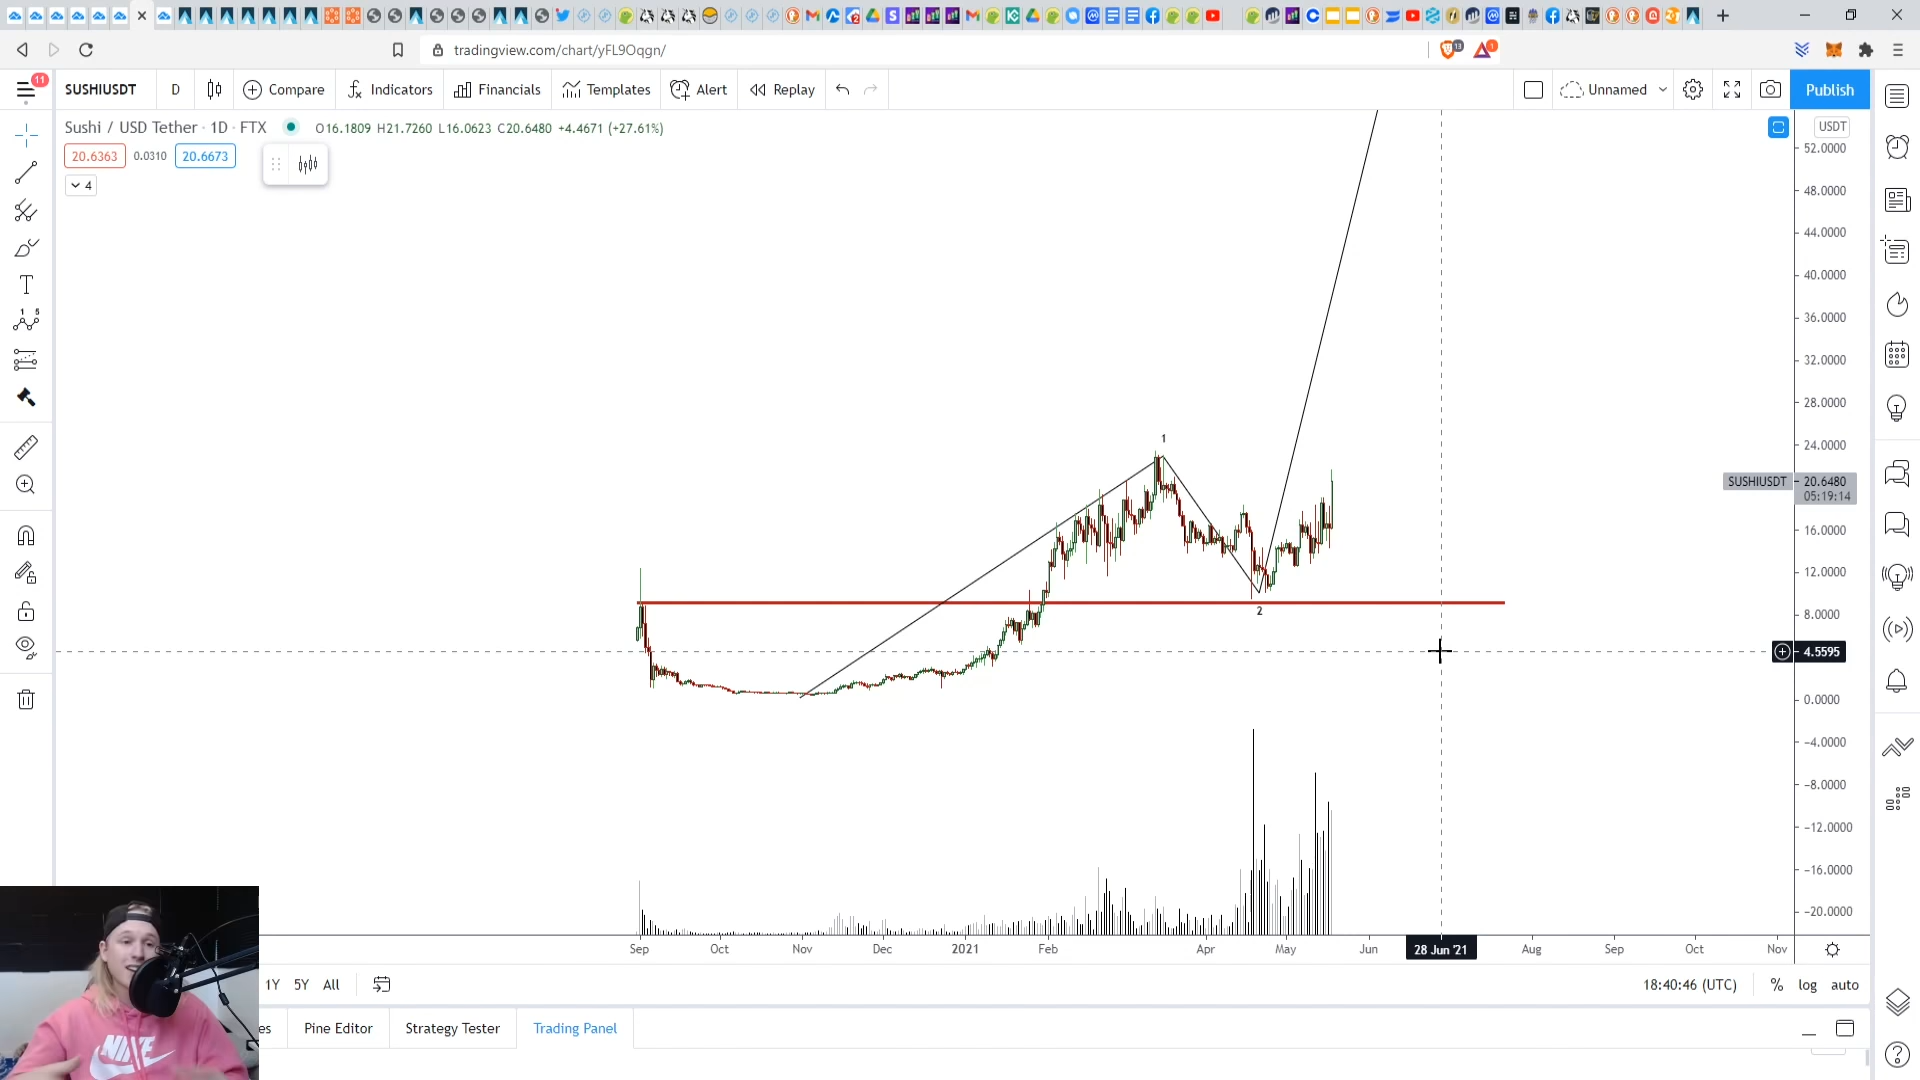 tradingview.com/chart/yFL9Oqgn/
13
1
11
SUSHIUSDT
D
Compare
Indicators
Financials
Templates
Alert
Replay
Unnamed
Publish
Sushi / USD Tether · 1D · FTX
O16.1809 H21.7260 L16.0623 C20.6480 +4.4671 (+27.61%)
USDT
20.6363
0.0310
20.6673
4
52.0000
48.0000
44.0000
40.0000
36.0000
32.0000
28.0000
24.0000
SUSHIUSDT
20.6480
05:19:14
16.0000
12.0000
8.0000
4.5595
0.0000
−4.0000
−8.0000
−12.0000
−16.0000
−20.0000
1
2
Sep
Oct
Nov
Dec
2021
Feb
Apr
May
Jun
28 Jun '21
Aug
Sep
Oct
Nov
1Y
5Y
All
18:40:46 (UTC)
%
log
auto
es
Pine Editor
Strategy Tester
Trading Panel
NIKE